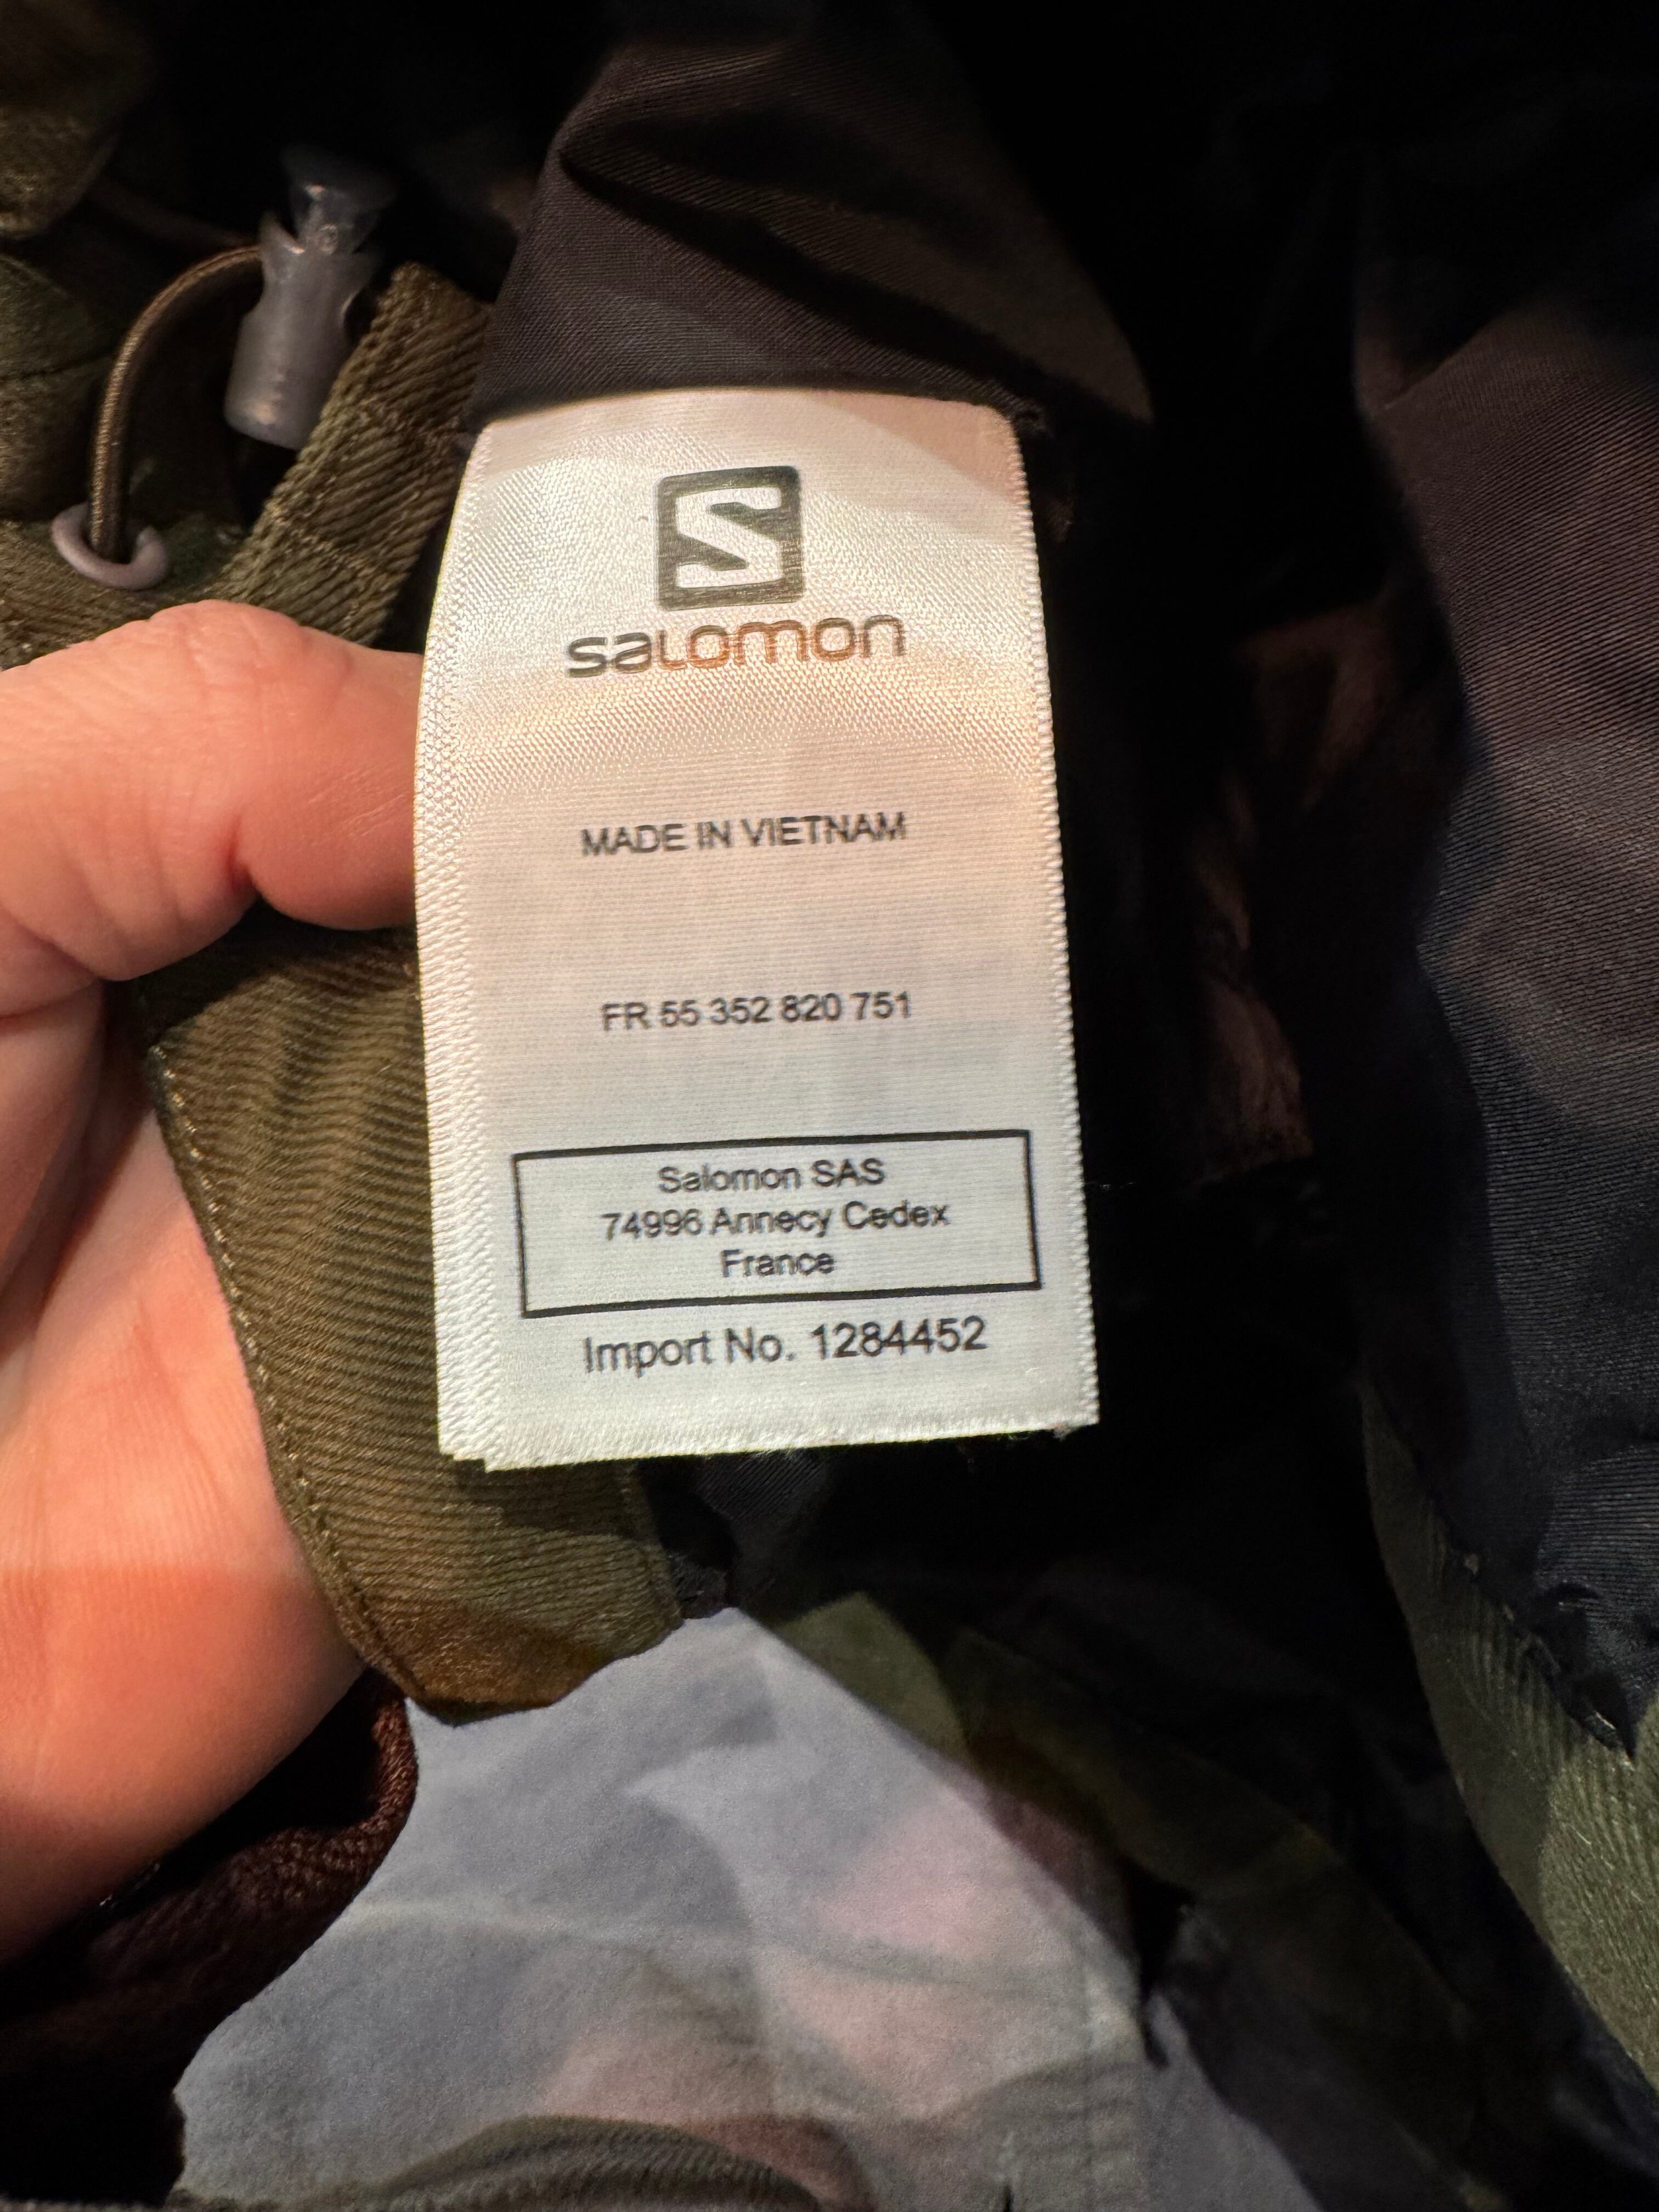 S
salomon
MADE IN VIETNAM
FR 55 352 820 751
Salomon SAS
74996 Annecy Cedex
France
Import No. 1284452